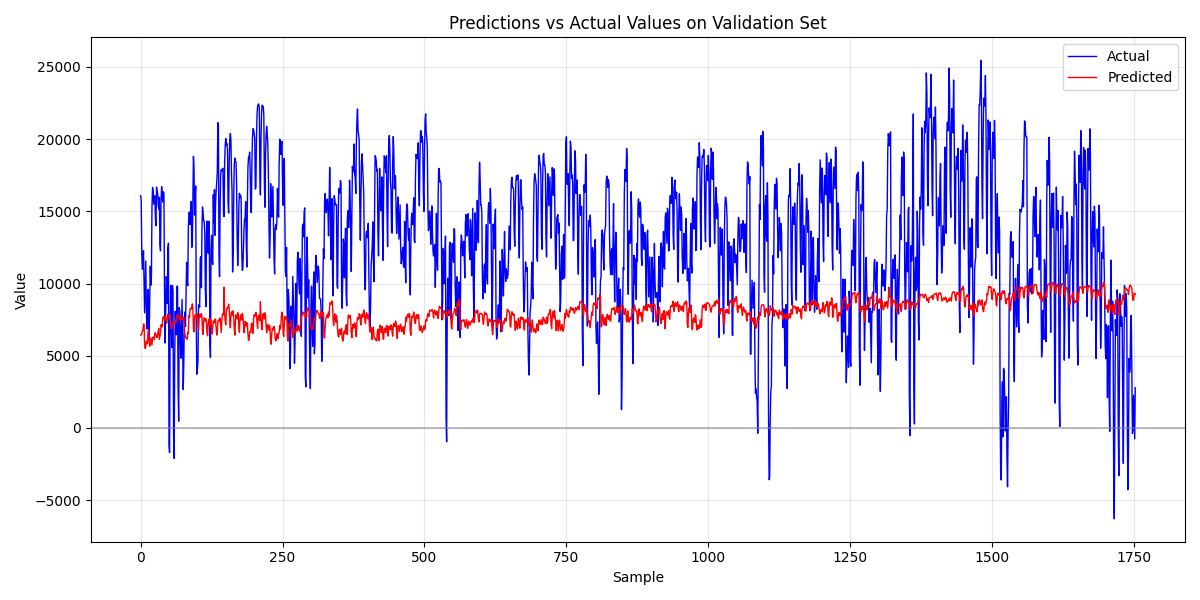 Predictions vs Actual Values on Validation Set
Actual
Predicted
25000
20000
15000
10000
5000
0
−5000
Value
0 250 500 750 1000 1250 1500 1750
Sample